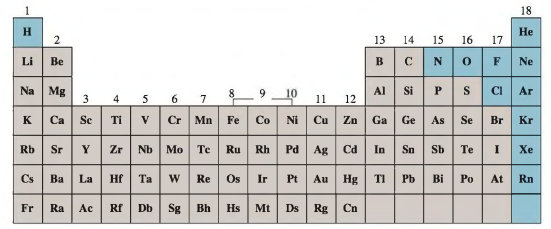 1 18
H He
2 13 14 15 16 17
Li Be B C N O F Ne
Na Mg 3 4 5 6 7 8 9 10 11 12 Al Si P S Cl Ar
K Ca Sc Ti V Cr Mn Fe Co Ni Cu Zn Ga Ge As Se Br Kr
Rb Sr Y Zr Nb Mo Tc Ru Rh Pd Ag Cd In Sn Sb Te I Xe
Cs Ba La Hf Ta W Re Os Ir Pt Au Hg Tl Pb Bi Po At Rn
Fr Ra Ac Rf Db Sg Bh Hs Mt Ds Rg Cn